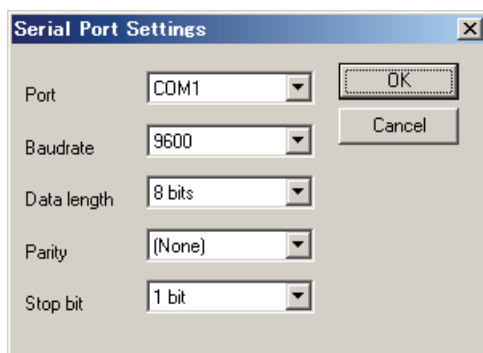 Serial Port Settings
Port COM1
OK
Baudrate 9600
Cancel
Data length 8 bits
Parity (None)
Stop bit 1 bit